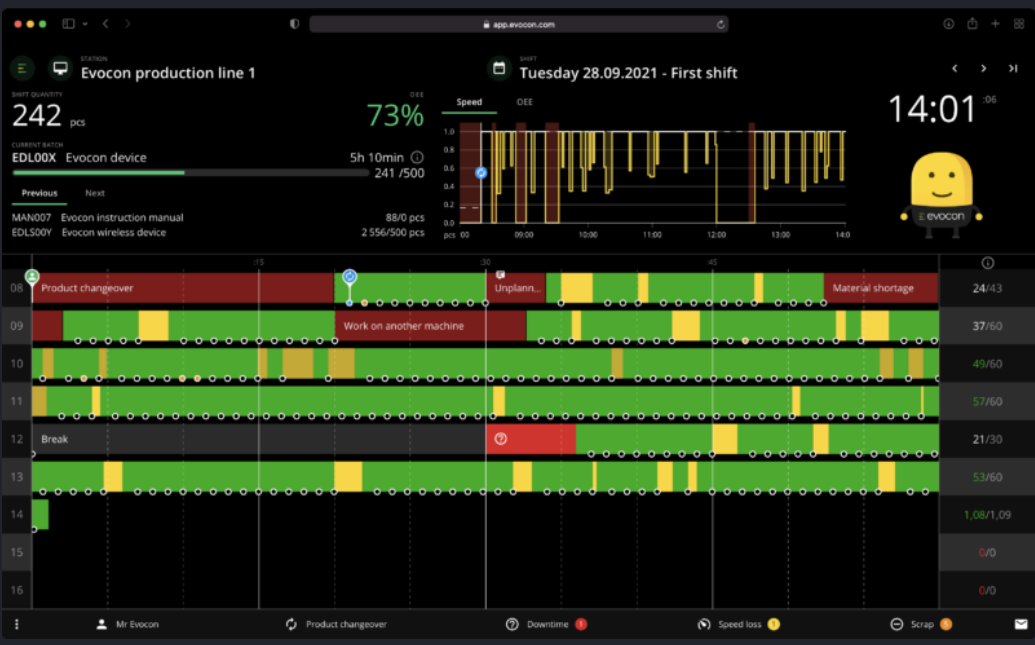 app.evocon.com
STATION
Evocon production line 1
SHIFT
Tuesday 28.09.2021 - First shift
SHIFT QUANTITY
242 pcs
OEE
73%
CURRENT BATCH
EDL00X Evocon device
5h 10min
241 /500
Previous Next
MAN007 Evocon instruction manual 88/0 pcs
EDLS00Y Evocon wireless device 2 556/500 pcs
Speed OEE
1.0
0.8
0.6
0.4
0.2
0.0
pcs 00 09:00 10:00 11:00 12:00 13:00 14:0
14:01 :06
evocon
:15 :30 :45
08 Product changeover Unplann... Material shortage 24/43
09 Work on another machine 37/60
10 49/60
11 57/60
12 Break 21/30
13 53/60
14 1,08/1,09
15 0/0
16 0/0
Mr Evocon Product changeover Downtime 1 Speed loss 1 Scrap 5